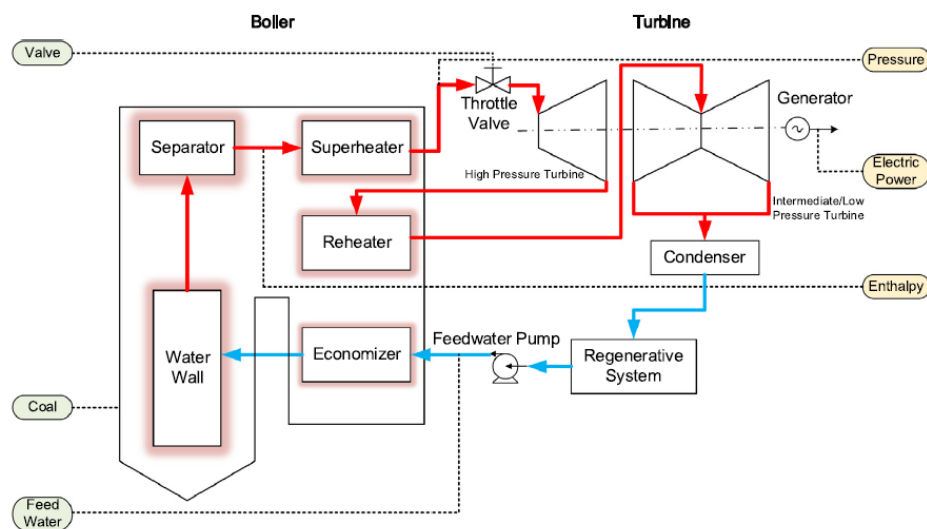 Boiler
Turbine
Valve
Pressure
Throttle
Valve
Generator
Separator
Superheater
High Pressure Turbine
Electric
Power
Intermediate/Low
Pressure Turbine
Reheater
Condenser
Enthalpy
Feedwater Pump
Economizer
Water
Wall
Regenerative
System
Coal
Feed
Water